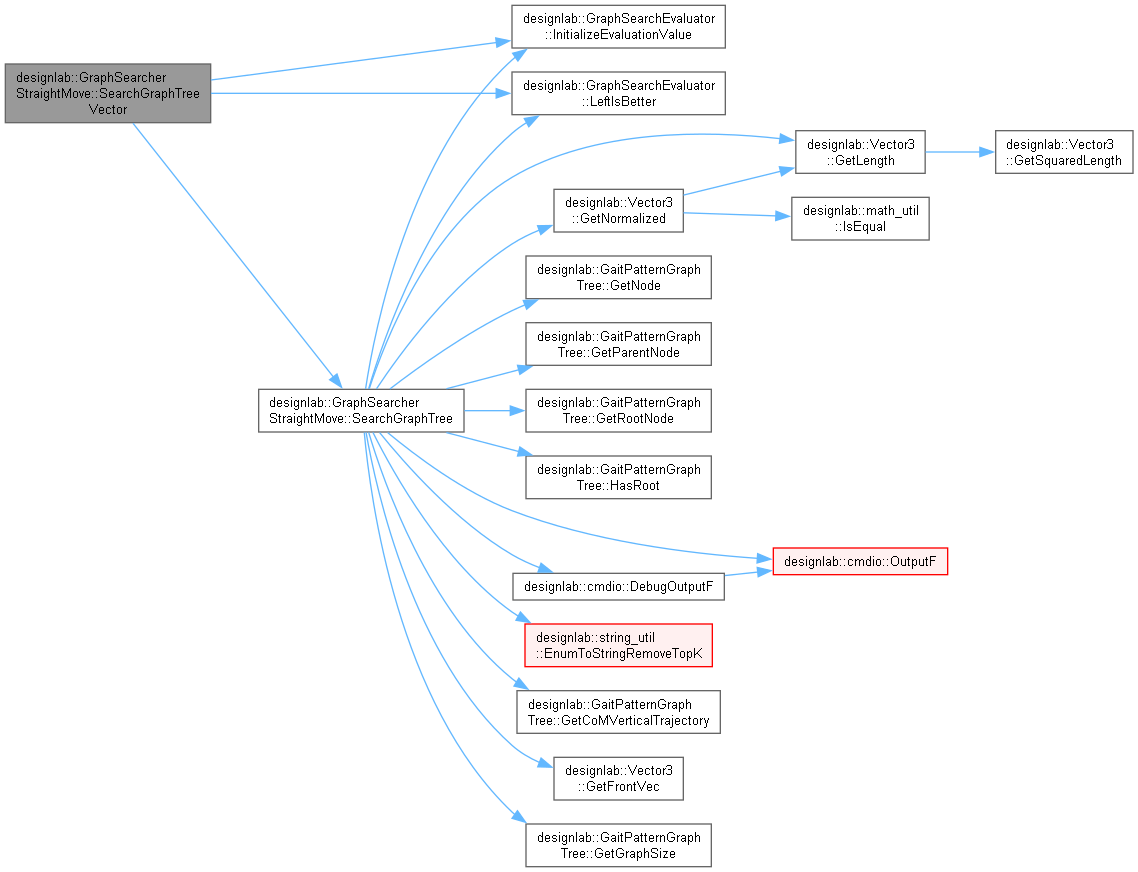 designlab::GraphSearcher
StraightMove::SearchGraphTree
Vector
designlab::GraphSearchEvaluator
::InitializeEvaluationValue
designlab::GraphSearchEvaluator
::LeftIsBetter
designlab::Vector3
::GetLength
designlab::Vector3
::GetSquaredLength
designlab::Vector3
::GetNormalized
designlab::math_util
::IsEqual
designlab::GaitPatternGraph
Tree::GetNode
designlab::GaitPatternGraph
Tree::GetParentNode
designlab::GraphSearcher
StraightMove::SearchGraphTree
designlab::GaitPatternGraph
Tree::GetRootNode
designlab::GaitPatternGraph
Tree::HasRoot
designlab::cmdio::OutputF
designlab::cmdio::DebugOutputF
designlab::string_util
::EnumToStringRemoveTopK
designlab::GaitPatternGraph
Tree::GetCoMVerticalTrajectory
designlab::Vector3
::GetFrontVec
designlab::GaitPatternGraph
Tree::GetGraphSize